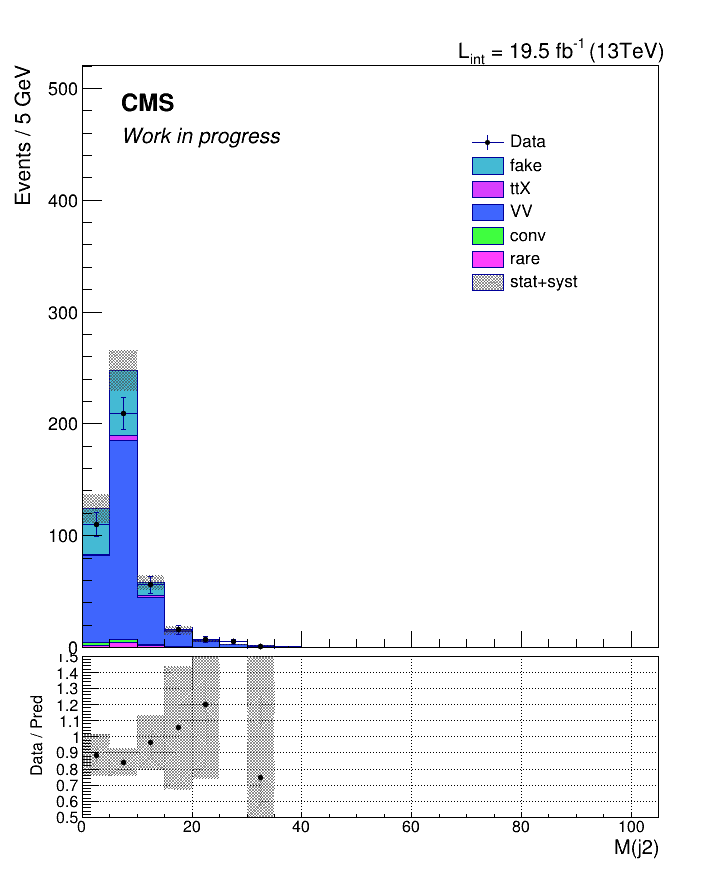 L_int = 19.5 fb^-1 (13TeV)
Events / 5 GeV
500
400
300
200
100
0
CMS
Work in progress
Data
fake
ttX
VV
conv
rare
stat+syst
Data / Pred
1.5
1.4
1.3
1.2
1.1
1
0.9
0.8
0.7
0.6
0.5
0 20 40 60 80 100
M(j2)